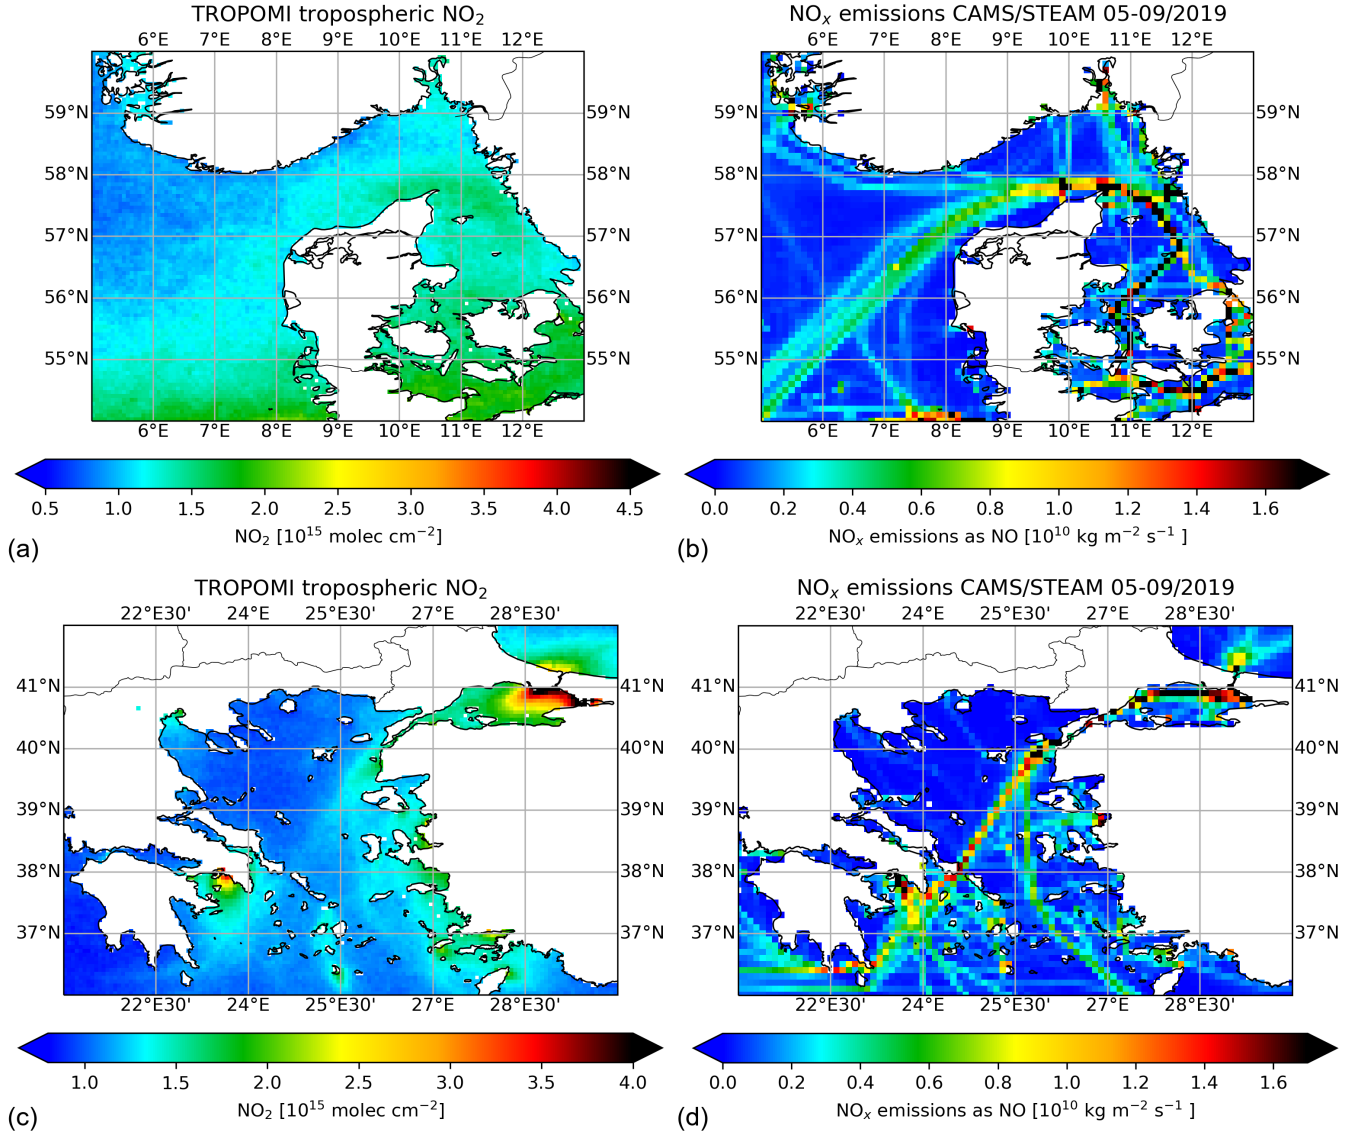 TROPOMI tropospheric NO₂
NOₓ emissions CAMS/STEAM 05-09/2019
6°E 7°E 8°E 9°E 10°E 11°E 12°E
6°E 7°E 8°E 9°E 10°E 11°E 12°E
59°N 59°N 59°N 59°N
58°N 58°N 58°N 58°N
57°N 57°N 57°N 57°N
56°N 56°N 56°N 56°N
55°N 55°N 55°N 55°N
6°E 7°E 8°E 9°E 10°E 11°E 12°E
6°E 7°E 8°E 9°E 10°E 11°E 12°E
0.5 1.0 1.5 2.0 2.5 3.0 3.5 4.0 4.5
0.0 0.2 0.4 0.6 0.8 1.0 1.2 1.4 1.6
NO₂ [10¹⁵ molec cm⁻²]
NOₓ emissions as NO [10¹⁰ kg m⁻² s⁻¹ ]
(a)
(b)
TROPOMI tropospheric NO₂
NOₓ emissions CAMS/STEAM 05-09/2019
22°E30' 24°E 25°E30' 27°E 28°E30'
22°E30' 24°E 25°E30' 27°E 28°E30'
41°N 41°N 41°N 41°N
40°N 40°N 40°N 40°N
39°N 39°N 39°N 39°N
38°N 38°N 38°N 38°N
37°N 37°N 37°N 37°N
22°E30' 24°E 25°E30' 27°E 28°E30'
22°E30' 24°E 25°E30' 27°E 28°E30'
1.0 1.5 2.0 2.5 3.0 3.5 4.0
0.0 0.2 0.4 0.6 0.8 1.0 1.2 1.4 1.6
NO₂ [10¹⁵ molec cm⁻²]
NOₓ emissions as NO [10¹⁰ kg m⁻² s⁻¹ ]
(c)
(d)